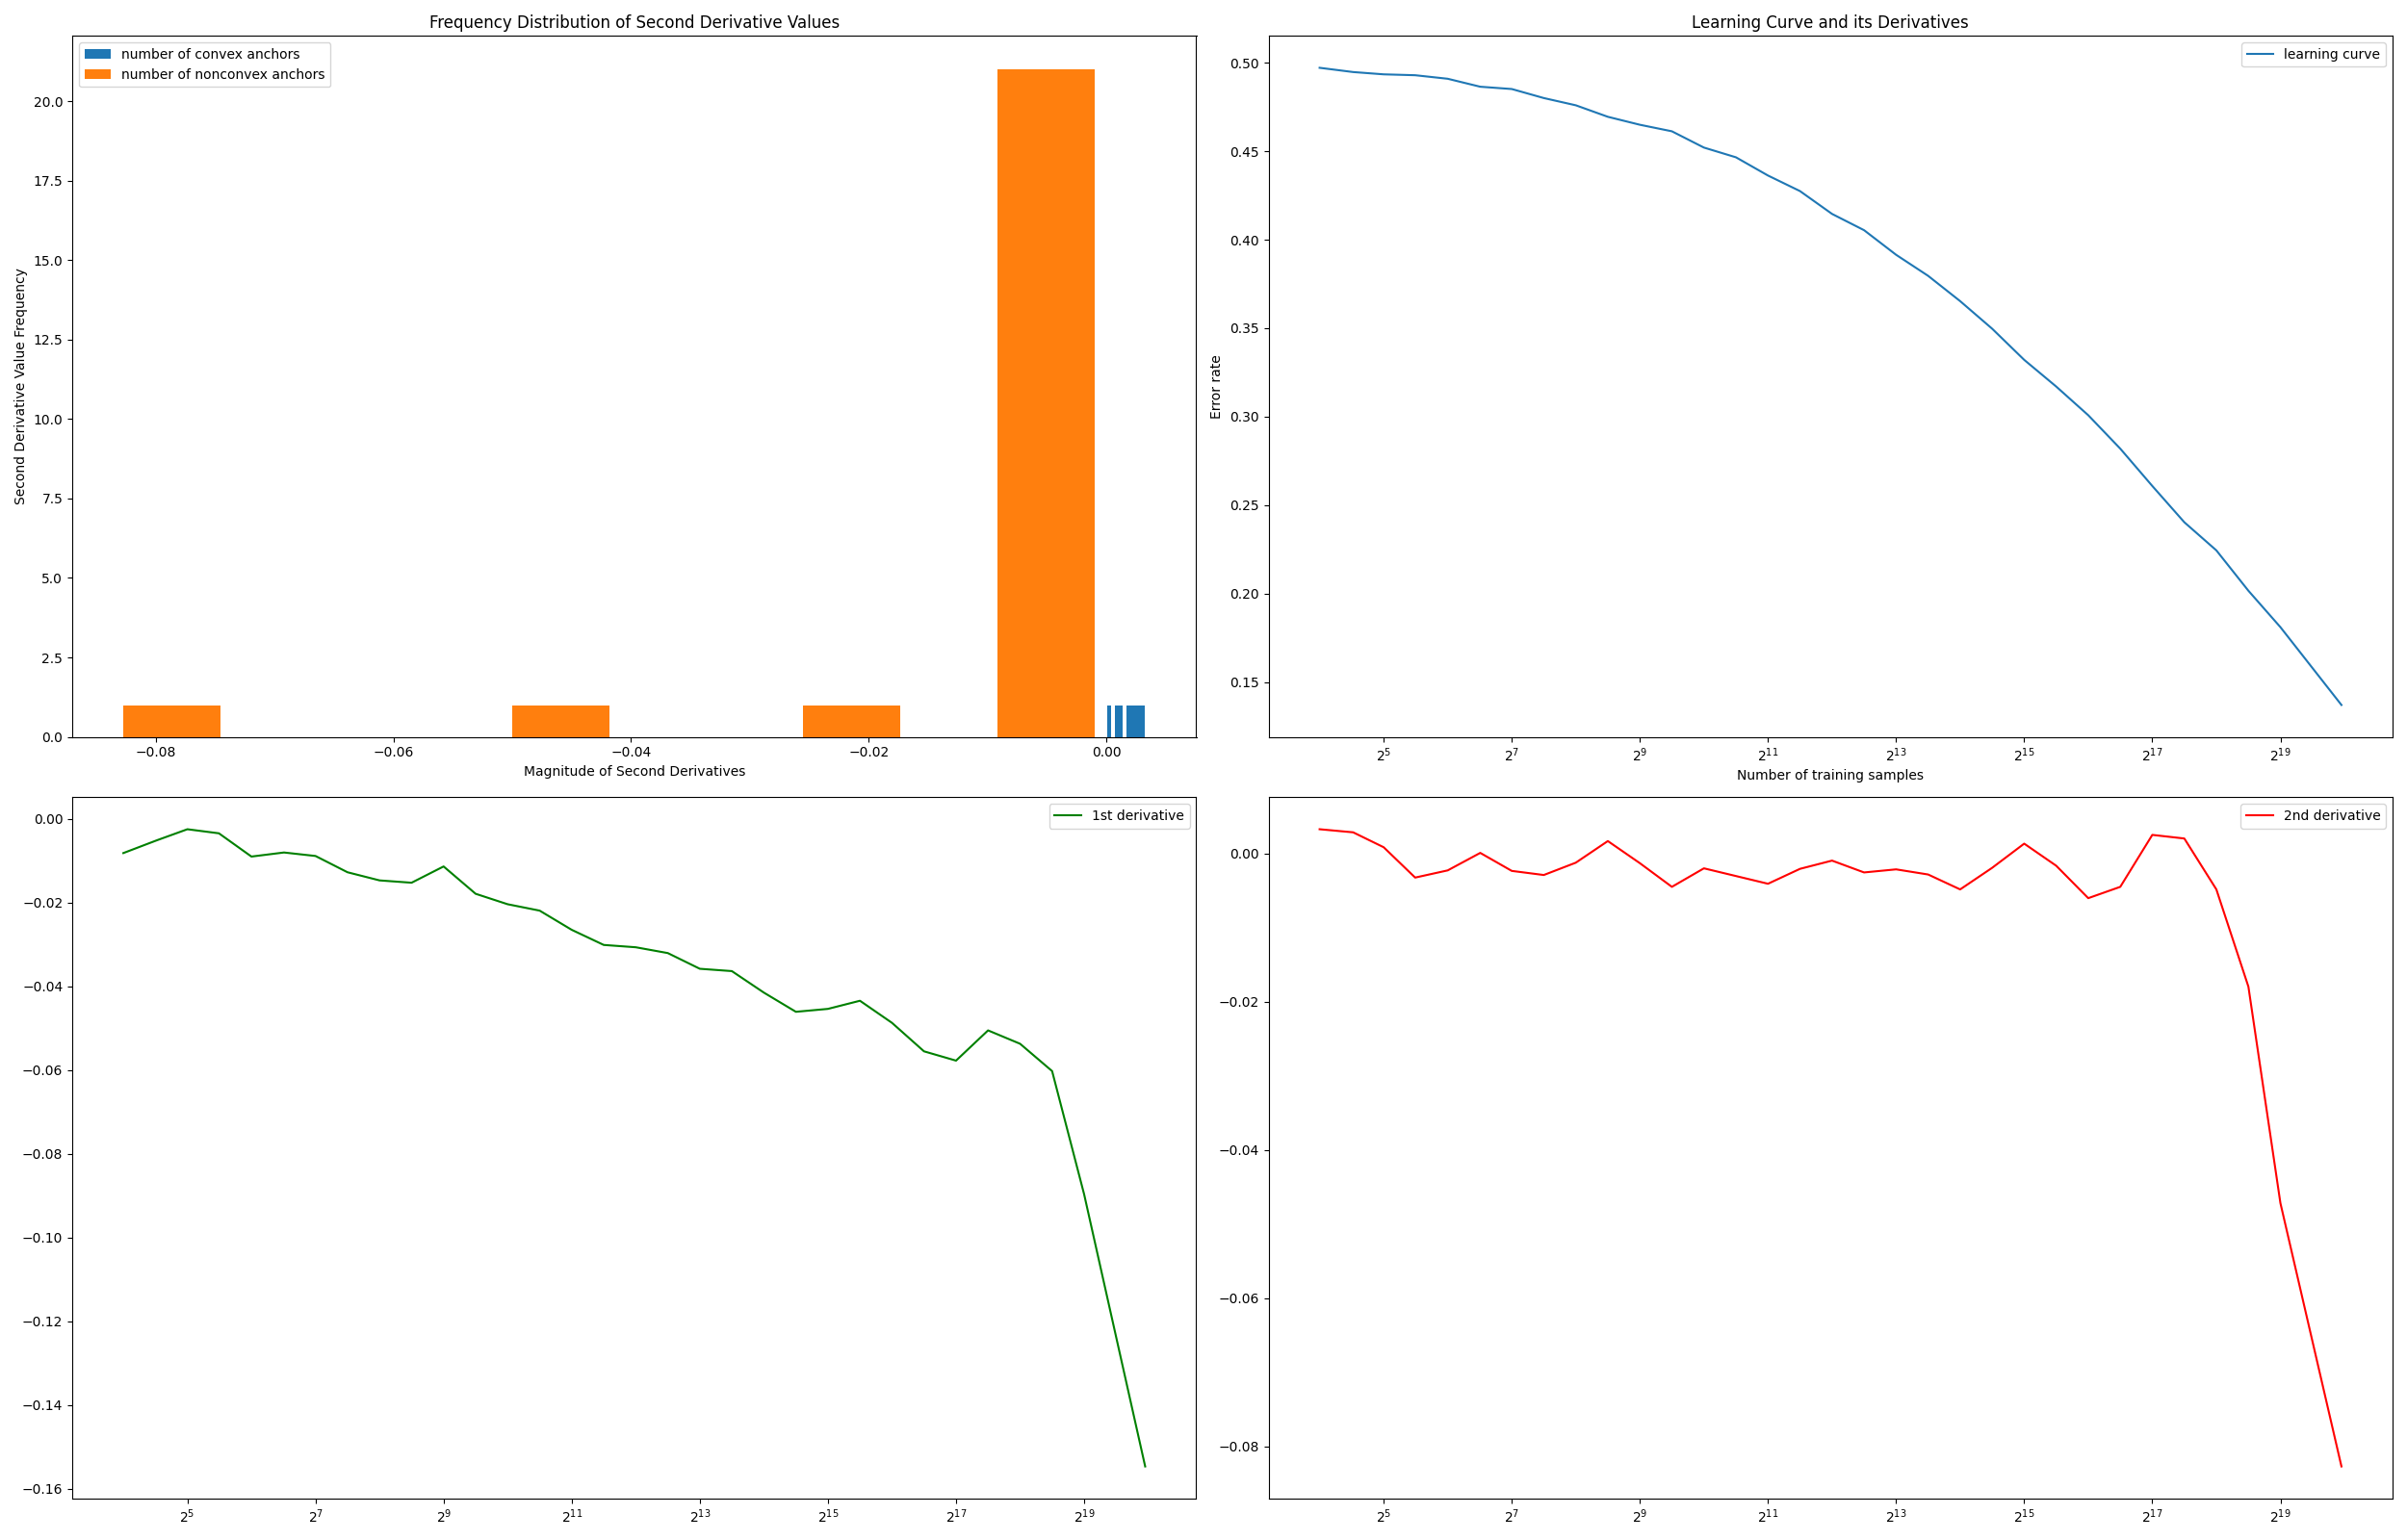 Frequency Distribution of Second Derivative Values
number of convex anchors
number of nonconvex anchors
Second Derivative Value Frequency
20.0
17.5
15.0
12.5
10.0
7.5
5.0
2.5
0.0
−0.08 −0.06 −0.04 −0.02 0.00
Magnitude of Second Derivatives
Learning Curve and its Derivatives
learning curve
Error rate
0.50
0.45
0.40
0.35
0.30
0.25
0.20
0.15
2^5 2^7 2^9 2^11 2^13 2^15 2^17 2^19
Number of training samples
1st derivative
0.00
−0.02
−0.04
−0.06
−0.08
−0.10
−0.12
−0.14
−0.16
2^5 2^7 2^9 2^11 2^13 2^15 2^17 2^19
2nd derivative
0.00
−0.02
−0.04
−0.06
−0.08
2^5 2^7 2^9 2^11 2^13 2^15 2^17 2^19